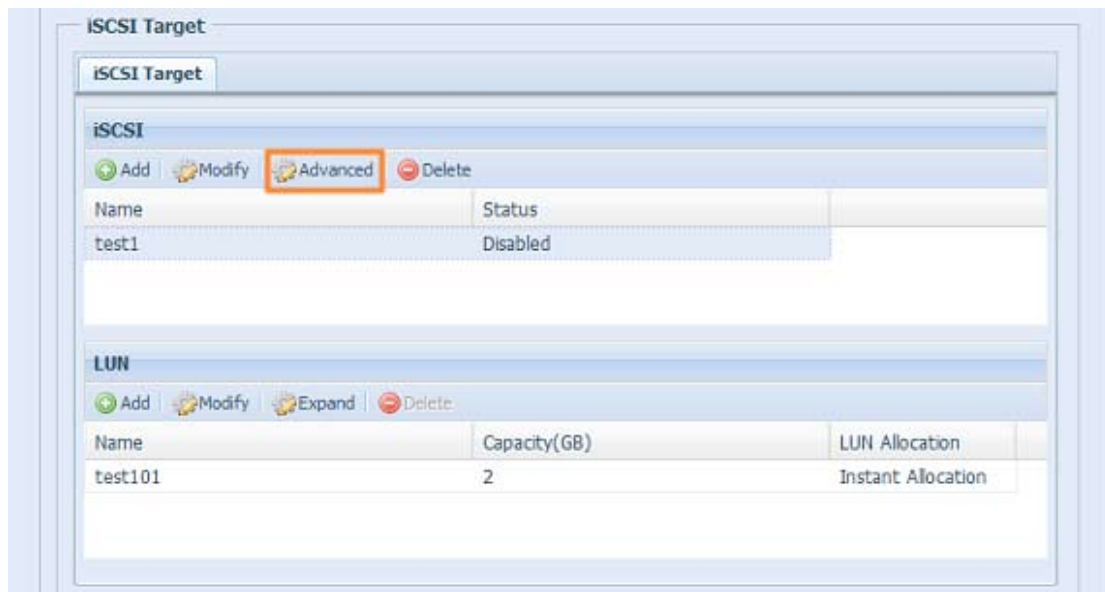 iSCSI Target
iSCSI Target
iSCSI
Add Modify Advanced Delete
Name Status
test1 Disabled
LUN
Add Modify Expand Delete
Name Capacity(GB) LUN Allocation
test101 2 Instant Allocation